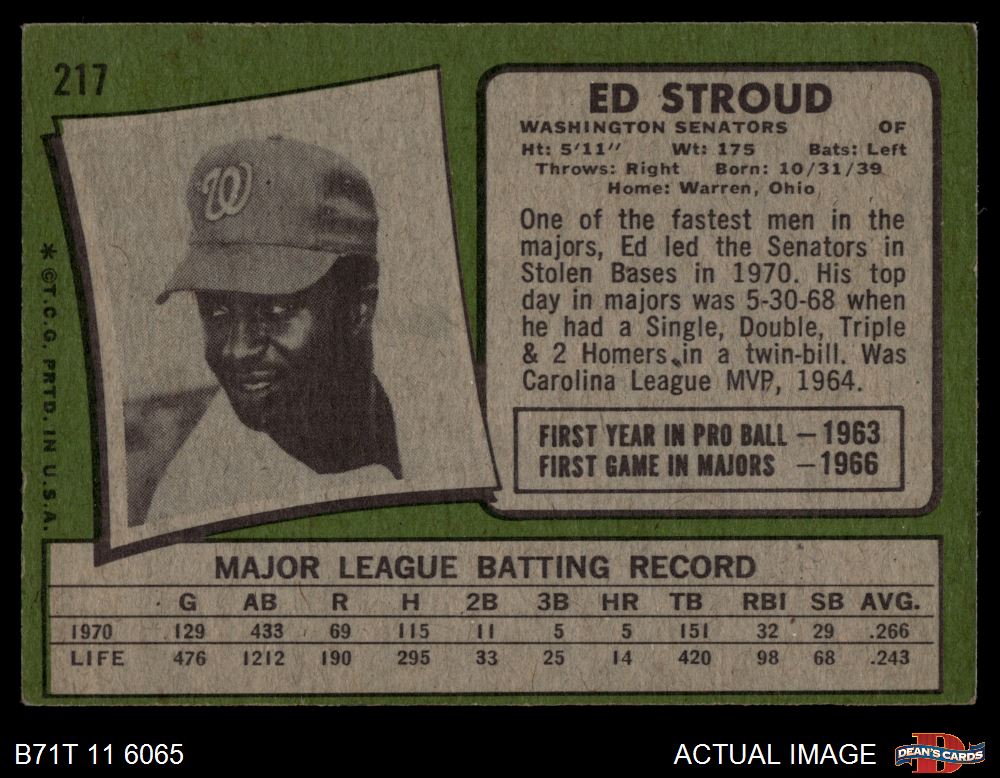 217
W
* ©T.C.G. PRTD. IN U.S.A.
ED STROUD
WASHINGTON SENATORS OF
Ht: 5'11" Wt: 175 Bats: Left
Throws: Right Born: 10/31/39
Home: Warren, Ohio
One of the fastest men in the
majors, Ed led the Senators in
Stolen Bases in 1970. His top
day in majors was 5-30-68 when
he had a Single, Double, Triple
& 2 Homers in a twin-bill. Was
Carolina League MVP, 1964.
FIRST YEAR IN PRO BALL — 1963
FIRST GAME IN MAJORS — 1966
MAJOR LEAGUE BATTING RECORD
G AB R H 2B 3B HR TB RBI SB AVG.
1970 129 433 69 115 11 5 5 151 32 29 .266
LIFE 476 1212 190 295 33 25 14 420 98 68 .243
B71T 11 6065
ACTUAL IMAGE
DEAN'S CARDS